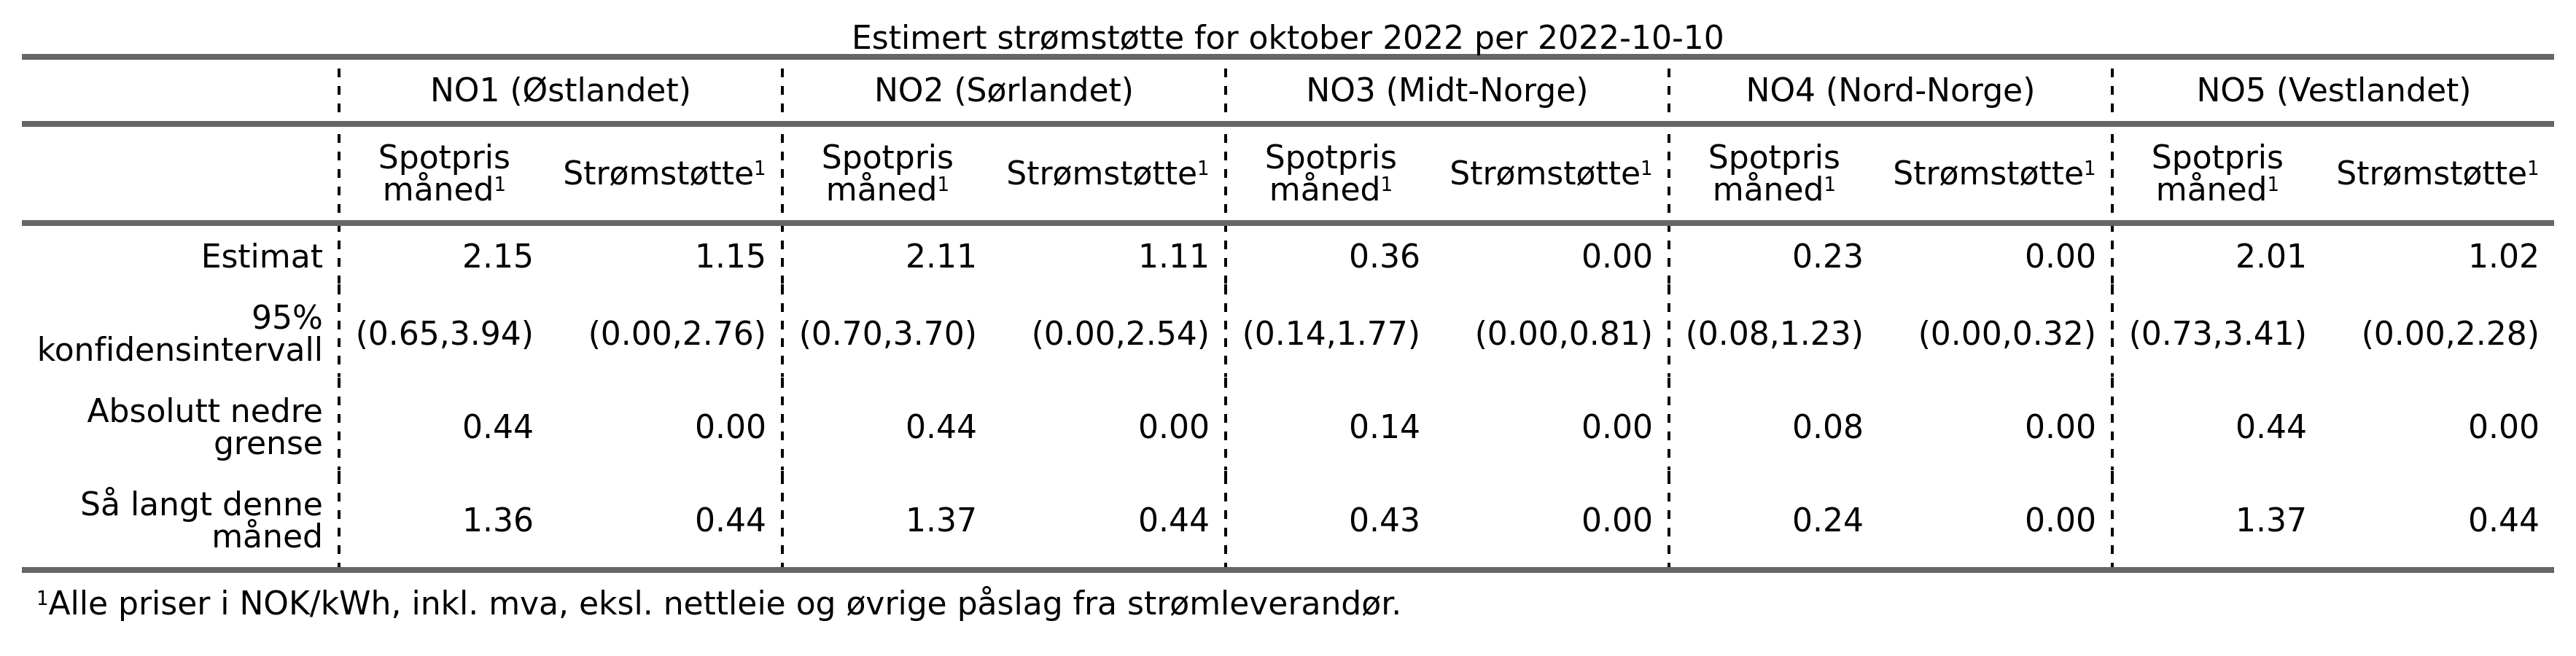 Estimert strømstøtte for oktober 2022 per 2022-10-10
NO1 (Østlandet) NO2 (Sørlandet) NO3 (Midt-Norge) NO4 (Nord-Norge) NO5 (Vestlandet)
Spotpris Spotpris Spotpris Spotpris Spotpris
Strømstøtte¹ Strømstøtte¹ Strømstøtte¹ Strømstøtte¹ Strømstøtte¹
måned¹ måned¹ måned¹ måned¹ måned¹
Estimat 2.15 1.15 2.11 1.11 0.36 0.00 0.23 0.00 2.01 1.02
95%
konfidensintervall (0.65,3.94) (0.00,2.76) (0.70,3.70) (0.00,2.54) (0.14,1.77) (0.00,0.81) (0.08,1.23) (0.00,0.32) (0.73,3.41) (0.00,2.28)
Absolutt nedre
grense 0.44 0.00 0.44 0.00 0.14 0.00 0.08 0.00 0.44 0.00
Så langt denne
måned 1.36 0.44 1.37 0.44 0.43 0.00 0.24 0.00 1.37 0.44
¹Alle priser i NOK/kWh, inkl. mva, eksl. nettleie og øvrige påslag fra strømleverandør.